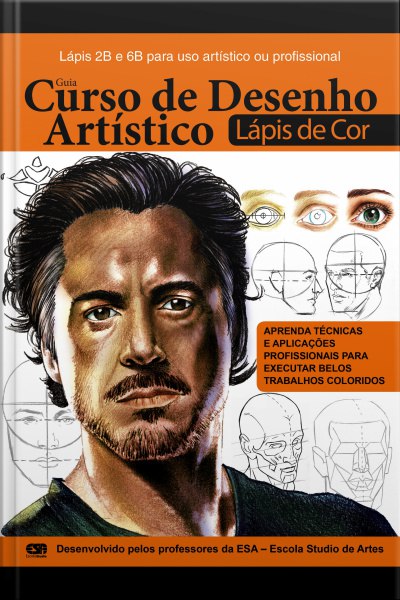 Lápis 2B e 6B para uso artístico ou profissional
Guia
Curso de Desenho
Artístico
Lápis de Cor
APRENDA TÉCNICAS
E APLICAÇÕES
PROFISSIONAIS PARA
EXECUTAR BELOS
TRABALHOS COLORIDOS
ESA
Desenvolvido pelos professores da ESA – Escola Studio de Artes